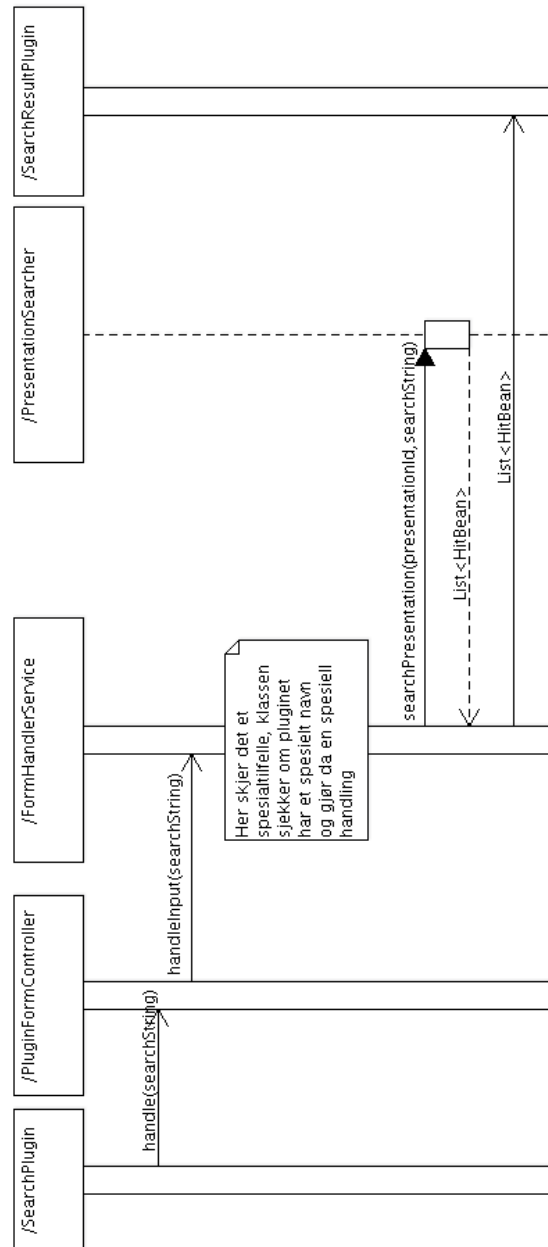 /SearchPlugin
/PluginFormController
/FormHandlerService
/PresentationSearcher
/SearchResultPlugin
handle(searchString)
handleInput(searchString)
Her skjer det et
spesialtilfelle, klassen
sjekker om pluginet
har et spesielt navn
og gjør da en spesiell
handling
searchPresentation(presentationId,searchString)
List<HitBean>
List<HitBean>